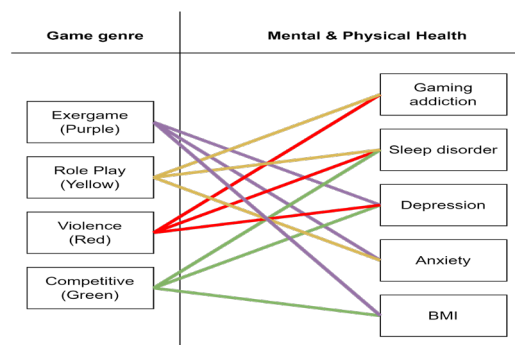 Game genre
Mental & Physical Health
Exergame
(Purple)
Role Play
(Yellow)
Violence
(Red)
Competitive
(Green)
Gaming
addiction
Sleep disorder
Depression
Anxiety
BMI